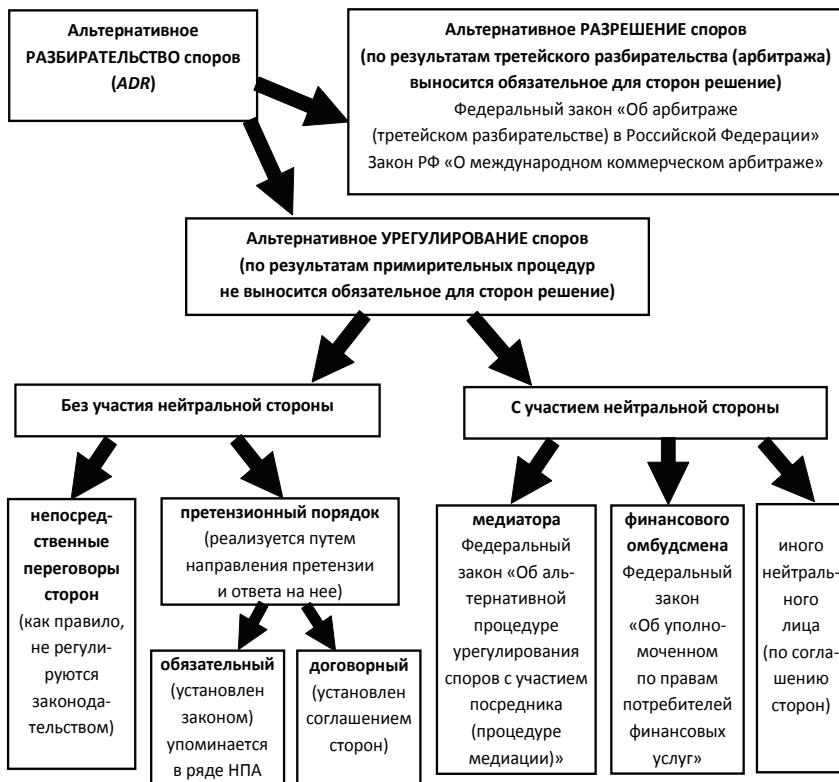 Альтернативное
РАЗБИРАТЕЛЬСТВО споров
(ADR)
Альтернативное РАЗРЕШЕНИЕ споров
(по результатам третейского разбирательства (арбитража)
выносится обязательное для сторон решение)
Федеральный закон «Об арбитраже
(третейском разбирательстве) в Российской Федерации»
Закон РФ «О международном коммерческом арбитраже»
Альтернативное УРЕГУЛИРОВАНИЕ споров
(по результатам примирительных процедур
не выносится обязательное для сторон решение)
Без участия нейтральной стороны
С участием нейтральной стороны
непосред-
ственные
переговоры
сторон
(как правило,
не регули-
руются
законода-
тельством)
претензионный порядок
(реализуется путем
направления претензии
и ответа на нее)
обязательный
(установлен
законом)
упоминается
в ряде НПА
договорный
(установлен
соглашением
сторон)
медиатора
Федеральный
закон «Об аль-
тернативной
процедуре
урегулирования
споров с участием
посредника
(процедуре
медиации)»
финансового
омбудсмена
Федеральный
закон
«Об уполно-
моченном
по правам
потребителей
финансовых
услуг»
иного
нейтраль-
ного
лица
(по согла-
шению
сторон)